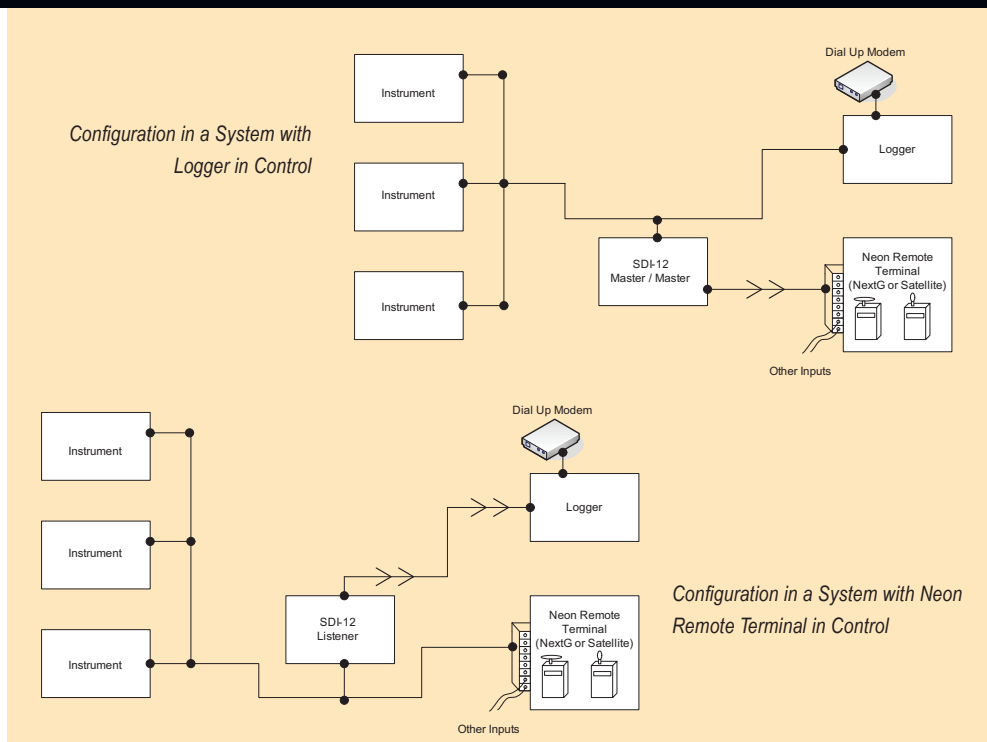 Configuration in a System with
Logger in Control
Instrument
Instrument
Instrument
Dial Up Modem
Logger
SDI-12
Master / Master
Neon Remote
Terminal
(NextG or Satellite)
Other Inputs
Instrument
Instrument
Instrument
Dial Up Modem
Logger
SDI-12
Listener
Neon Remote
Terminal
(NextG or Satellite)
Other Inputs
Configuration in a System with Neon
Remote Terminal in Control